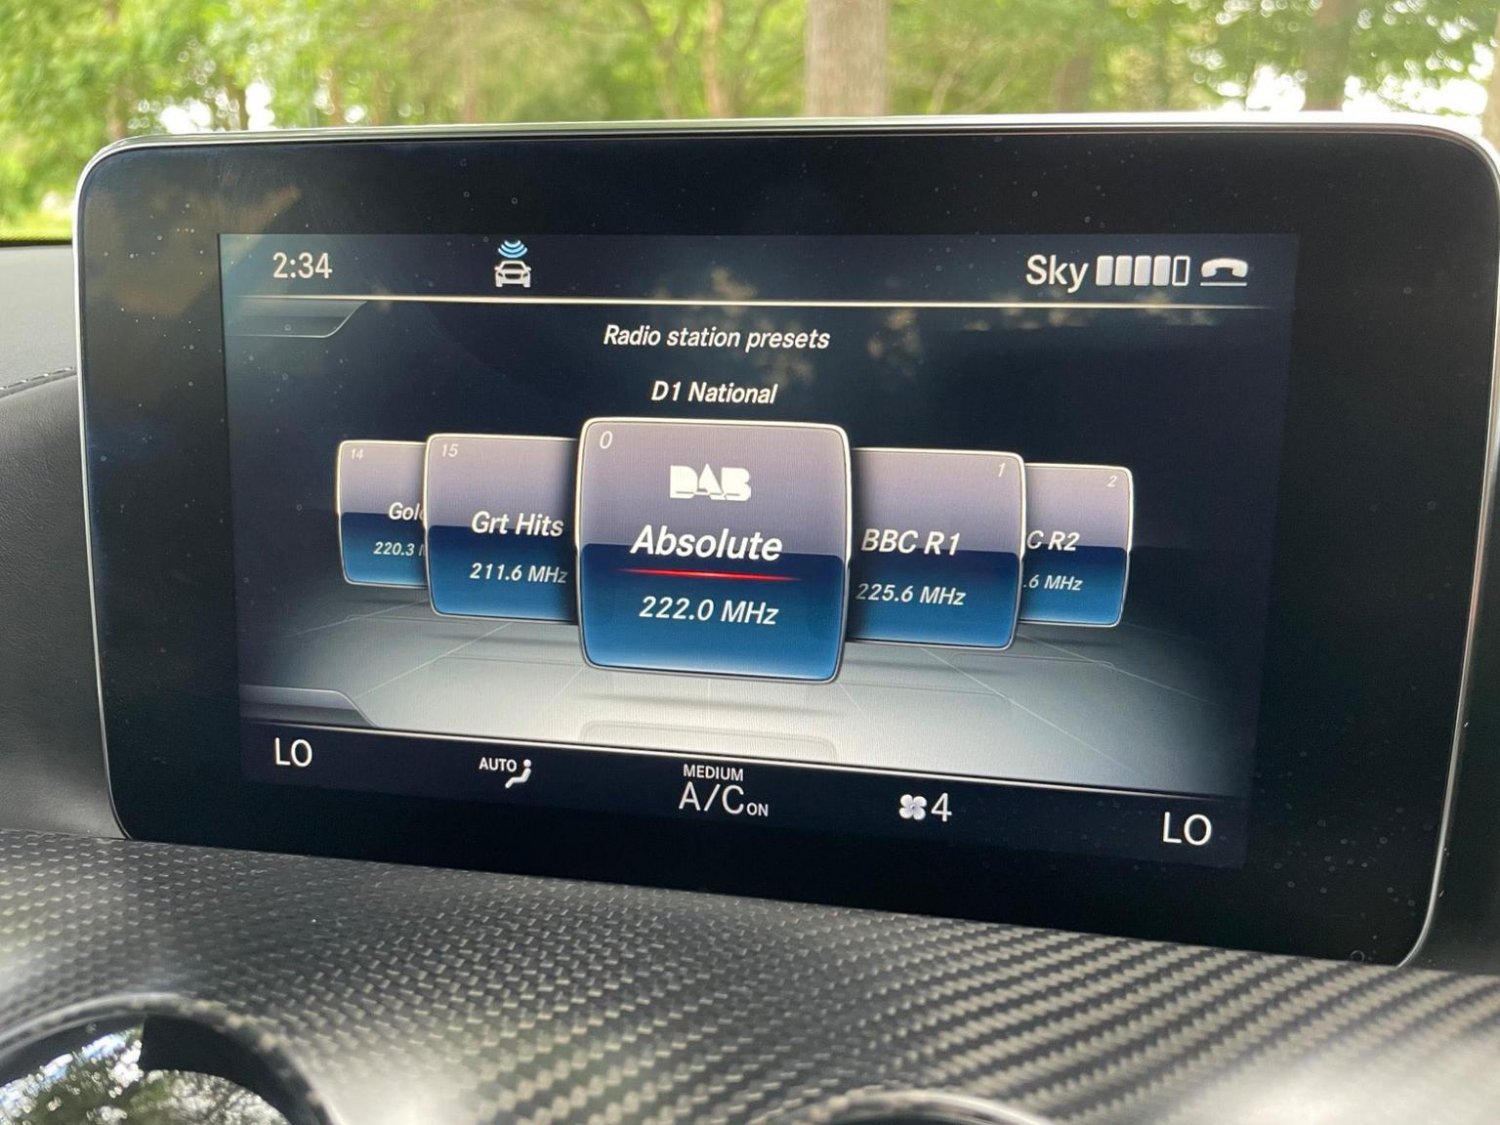 2:34
Sky
Radio station presets
D1 National
14
Gol
220.3
15
Grt Hits
211.6 MHz
0
DAB
Absolute
222.0 MHz
1
BBC R1
225.6 MHz
2
C R2
.6 MHz
LO
AUTO
MEDIUM
A/C ON
4
LO